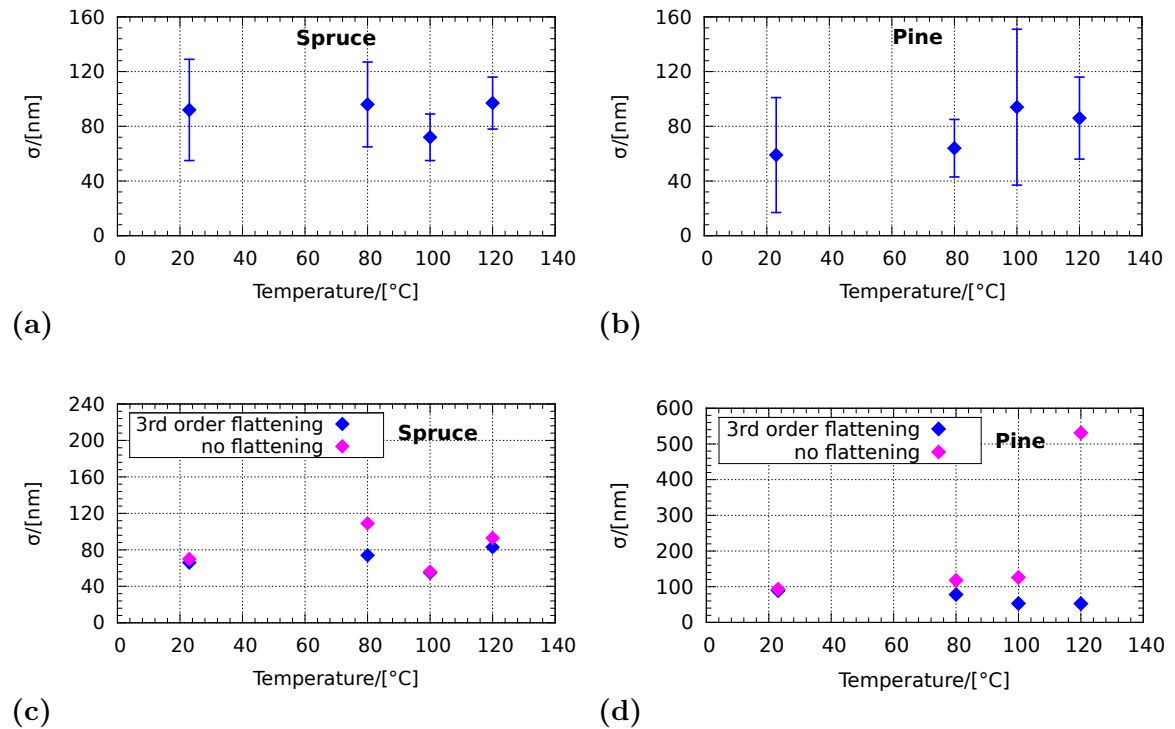 160
120
80
40
0
σ/[nm]
Spruce
0 20 40 60 80 100 120 140
Temperature/[°C]
(a)
160
120
80
40
0
σ/[nm]
Pine
0 20 40 60 80 100 120 140
Temperature/[°C]
(b)
240
200
160
120
80
40
0
σ/[nm]
3rd order flattening
no flattening
Spruce
0 20 40 60 80 100 120 140
Temperature/[°C]
(c)
600
500
400
300
200
100
0
σ/[nm]
3rd order flattening
no flattening
Pine
0 20 40 60 80 100 120 140
Temperature/[°C]
(d)